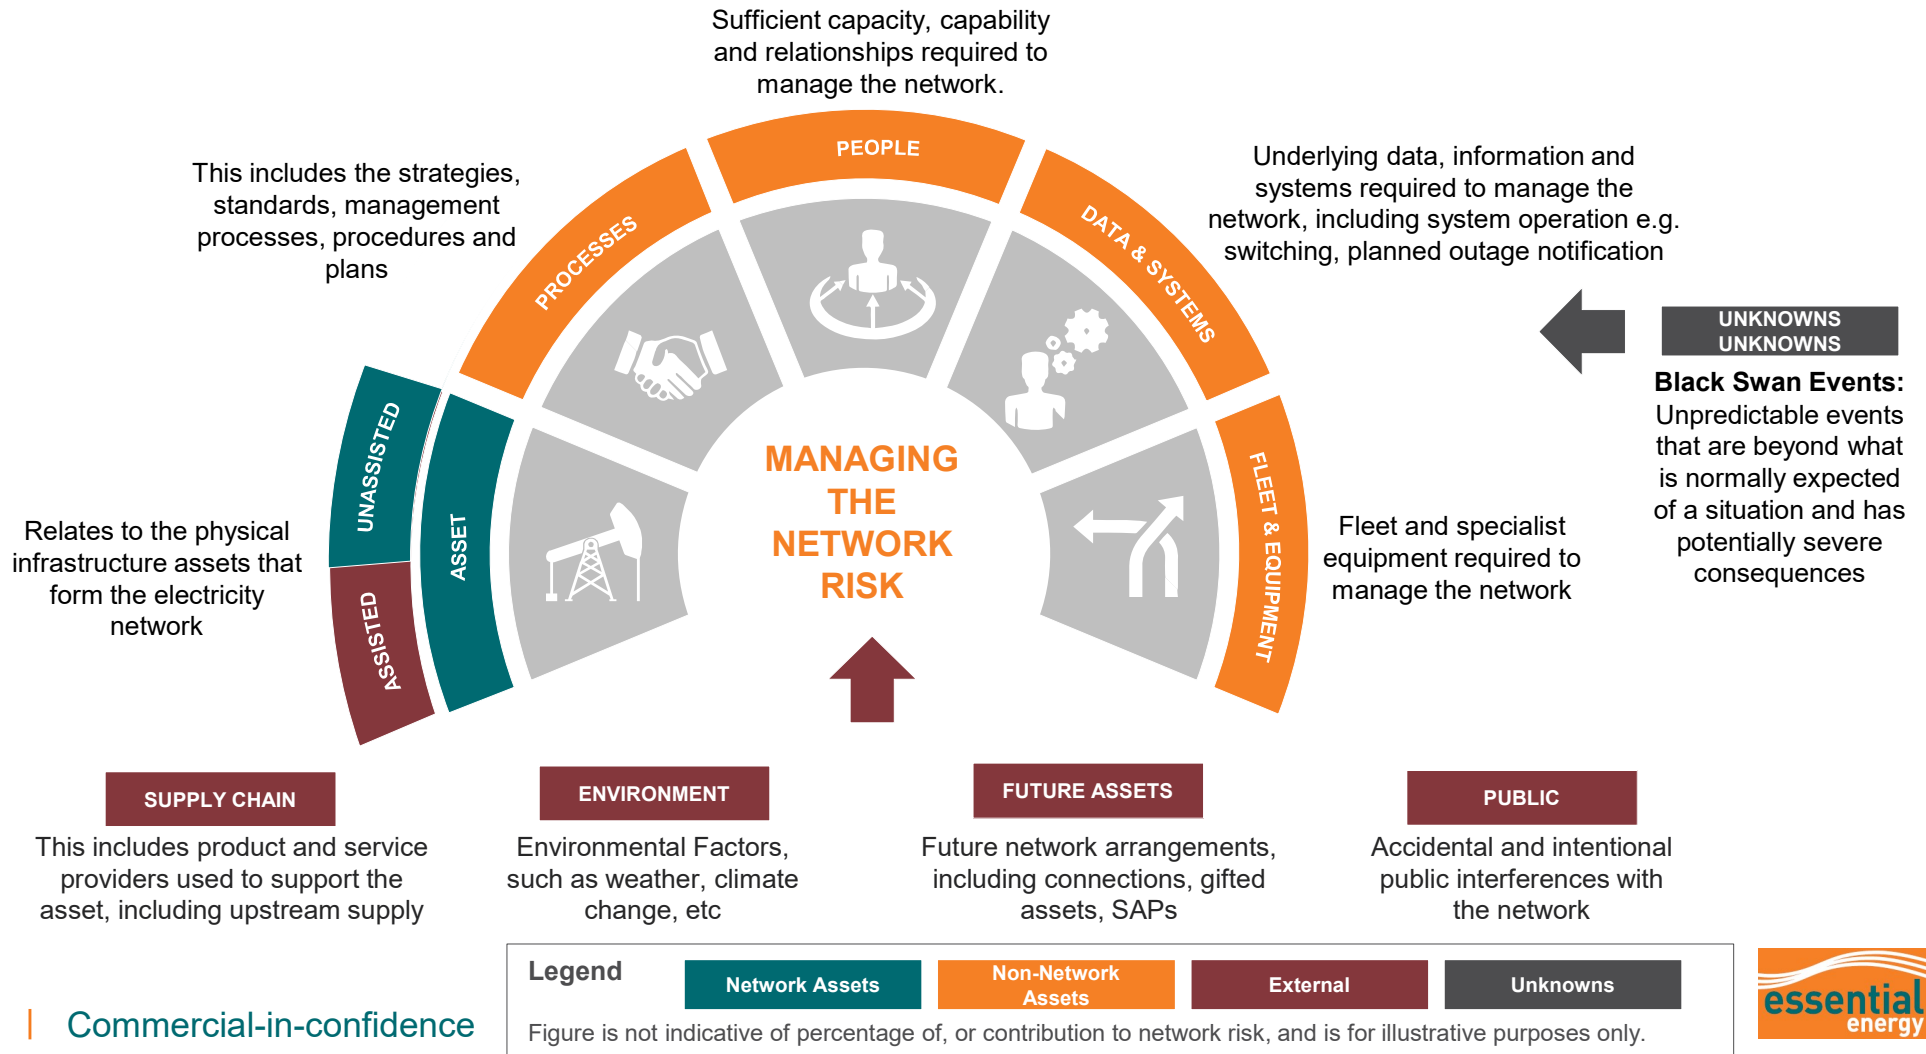 Sufficient capacity, capability
and relationships required to
manage the network.
PEOPLE
This includes the strategies,
standards, management
processes, procedures and
plans
PROCESSES
DATA & SYSTEMS
Underlying data, information and
systems required to manage the
network, including system operation e.g.
switching, planned outage notification
UNKNOWNS
UNKNOWNS
Black Swan Events:
Unpredictable events
that are beyond what
is normally expected
of a situation and has
potentially severe
consequences
UNASSISTED
ASSISTED
ASSET
Relates to the physical
infrastructure assets that
form the electricity
network
MANAGING
THE
NETWORK
RISK
FLEET & EQUIPMENT
Fleet and specialist
equipment required to
manage the network
SUPPLY CHAIN
This includes product and service
providers used to support the
asset, including upstream supply
ENVIRONMENT
Environmental Factors,
such as weather, climate
change, etc
FUTURE ASSETS
Future network arrangements,
including connections, gifted
assets, SAPs
PUBLIC
Accidental and intentional
public interferences with
the network
Legend
Network Assets
Non-Network
Assets
External
Unknowns
Figure is not indicative of percentage of, or contribution to network risk, and is for illustrative purposes only.
| Commercial-in-confidence
essential
energy